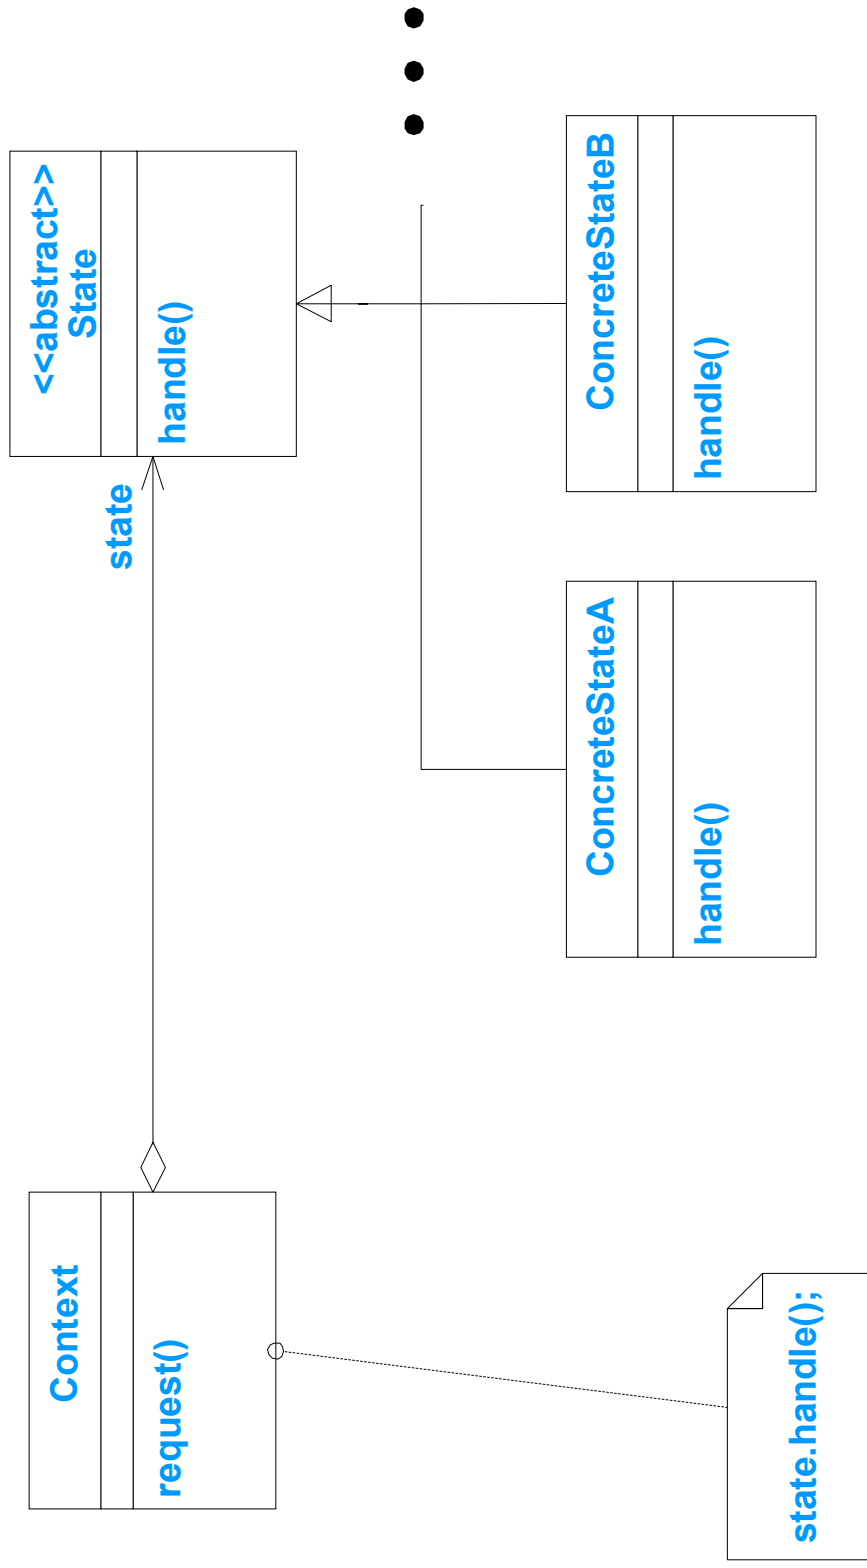 Context
request()
state
<<abstract>>
State
handle()
ConcreteStateA
handle()
ConcreteStateB
handle()
state.handle();